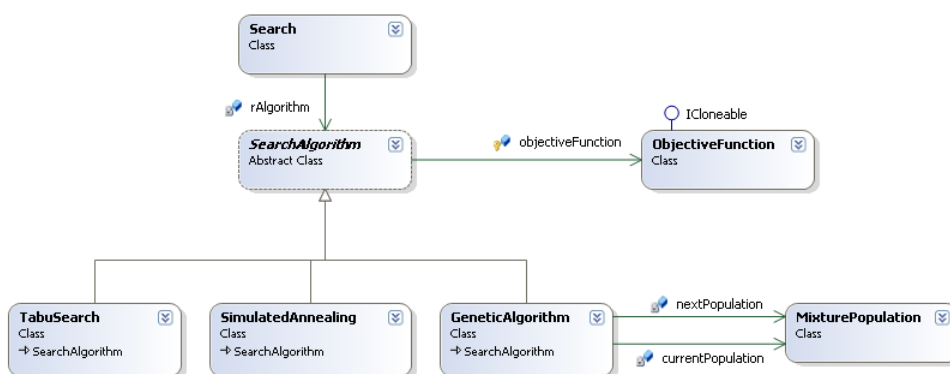 Search
Class
rAlgorithm
ICloneable
SearchAlgorithm
Abstract Class
objectiveFunction
ObjectiveFunction
Class
TabuSearch
Class
SearchAlgorithm
SimulatedAnnealing
Class
SearchAlgorithm
GeneticAlgorithm
Class
SearchAlgorithm
nextPopulation
currentPopulation
MixturePopulation
Class